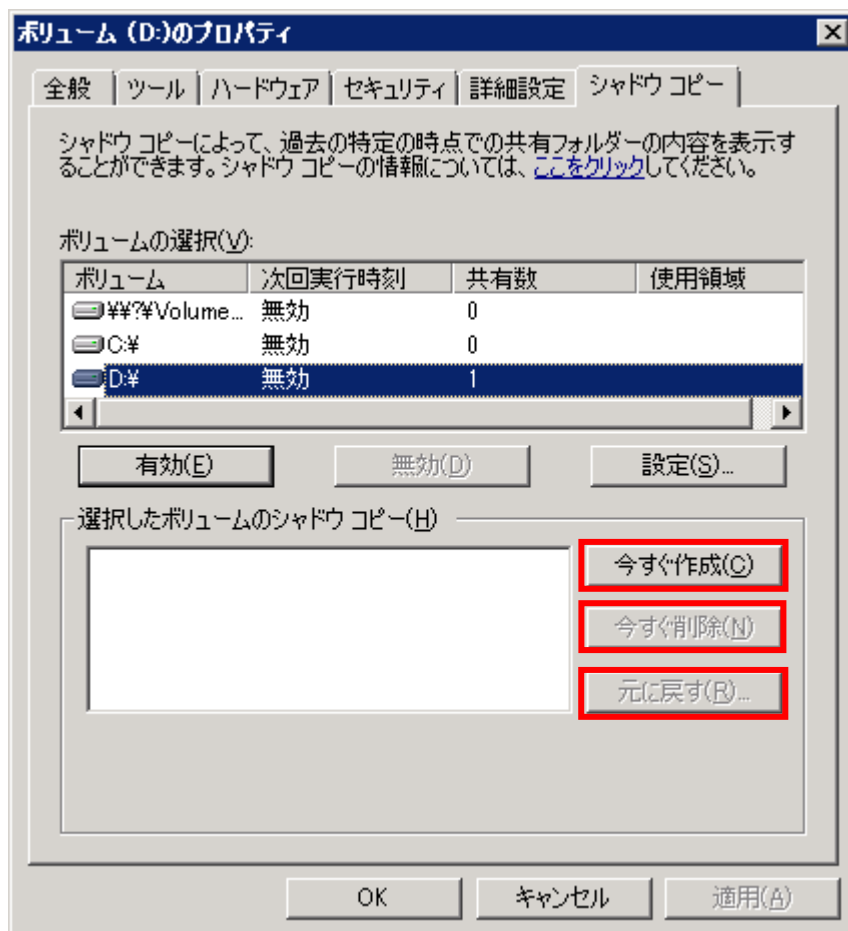 ボリューム (D:)のプロパティ
全般 ツール ハードウェア セキュリティ 詳細設定 シャドウ コピー
シャドウ コピーによって、過去の特定の時点での共有フォルダーの内容を表示す
ることができます。シャドウ コピーの情報については、ここをクリックしてください。
ボリュームの選択(V):
ボリューム 次回実行時刻 共有数 使用領域
¥¥?¥Volume... 無効 0
C:¥ 無効 0
D:¥ 無効 1
有効(E) 無効(D) 設定(S)...
選択したボリュームのシャドウ コピー(H)
今すぐ作成(C)
今すぐ削除(N)
元に戻す(R)...
OK キャンセル 適用(A)